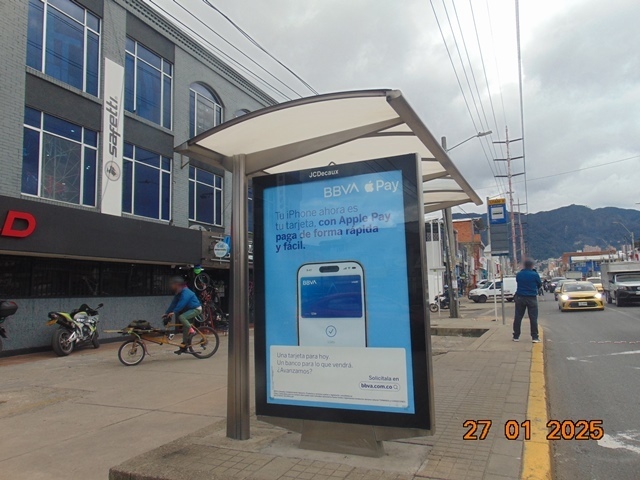 safetti
D
JCDecaux
BBVA Pay
Tu iPhone ahora es
tu tarjeta, con Apple Pay
paga de forma rápida
y fácil.
BBVA
Una tarjeta para hoy.
Un banco para lo que vendrá.
¿Avanzamos?
Solicítala en
bbva.com.co
27 01 2025